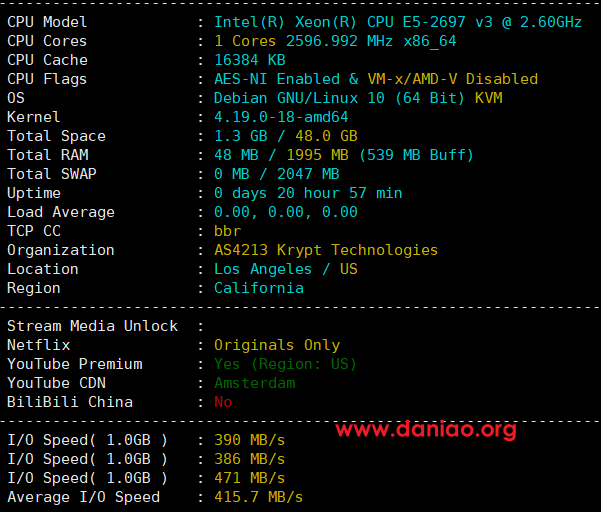 CPU Model : Intel(R) Xeon(R) CPU E5-2697 v3 @ 2.60GHz
CPU Cores : 1 Cores 2596.992 MHz x86_64
CPU Cache : 16384 KB
CPU Flags : AES-NI Enabled & VM-x/AMD-V Disabled
OS : Debian GNU/Linux 10 (64 Bit) KVM
Kernel : 4.19.0-18-amd64
Total Space : 1.3 GB / 48.0 GB
Total RAM : 48 MB / 1995 MB (539 MB Buff)
Total SWAP : 0 MB / 2047 MB
Uptime : 0 days 20 hour 57 min
Load Average : 0.00, 0.00, 0.00
TCP CC : bbr
Organization : AS4213 Krypt Technologies
Location : Los Angeles / US
Region : California
Stream Media Unlock :
Netflix : Originals Only
YouTube Premium : Yes (Region: US)
YouTube CDN : Amsterdam
BiliBili China : No
www.daniao.org
I/O Speed( 1.0GB ) : 390 MB/s
I/O Speed( 1.0GB ) : 386 MB/s
I/O Speed( 1.0GB ) : 471 MB/s
Average I/O Speed : 415.7 MB/s